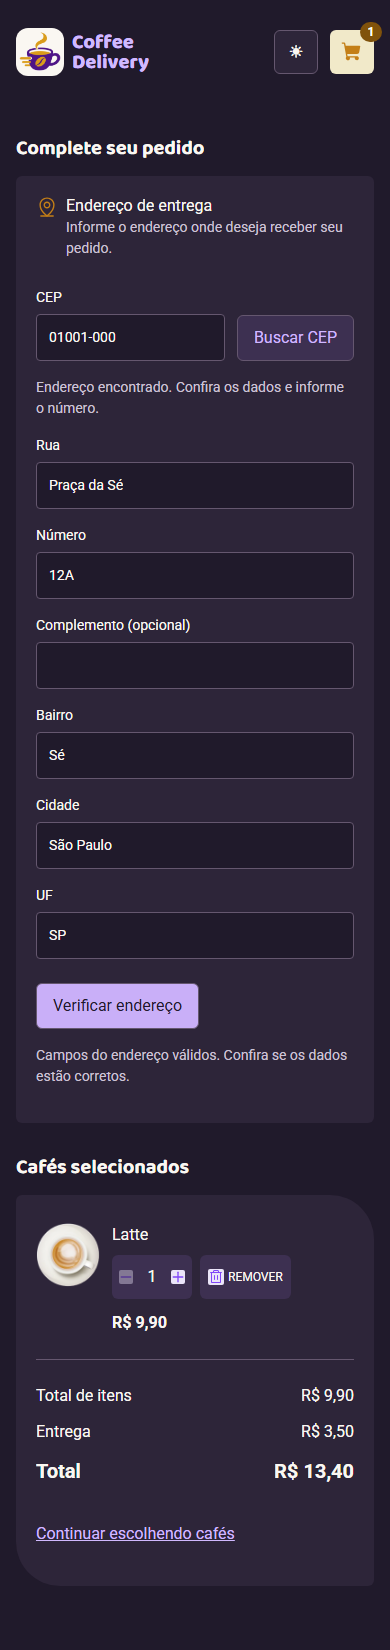 Coffee
Delivery
1
Complete seu pedido
Endereço de entrega
Informe o endereço onde deseja receber seu
pedido.
CEP
01001-000
Buscar CEP
Endereço encontrado. Confira os dados e informe
o número.
Rua
Praça da Sé
Número
12A
Complemento (opcional)
Bairro
Sé
Cidade
São Paulo
UF
SP
Verificar endereço
Campos do endereço válidos. Confira se os dados
estão corretos.
Cafés selecionados
Latte
1
REMOVER
R$ 9,90
Total de itens R$ 9,90
Entrega R$ 3,50
Total R$ 13,40
Continuar escolhendo cafés